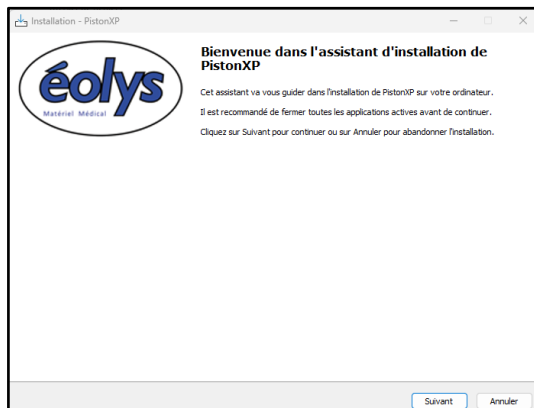 Installation - PistonXP
éolys
Matériel Médical
Bienvenue dans l'assistant d'installation de
PistonXP
Cet assistant va vous guider dans l'installation de PistonXP sur votre ordinateur.
Il est recommandé de fermer toutes les applications actives avant de continuer.
Cliquez sur Suivant pour continuer ou sur Annuler pour abandonner l'installation.
Suivant
Annuler